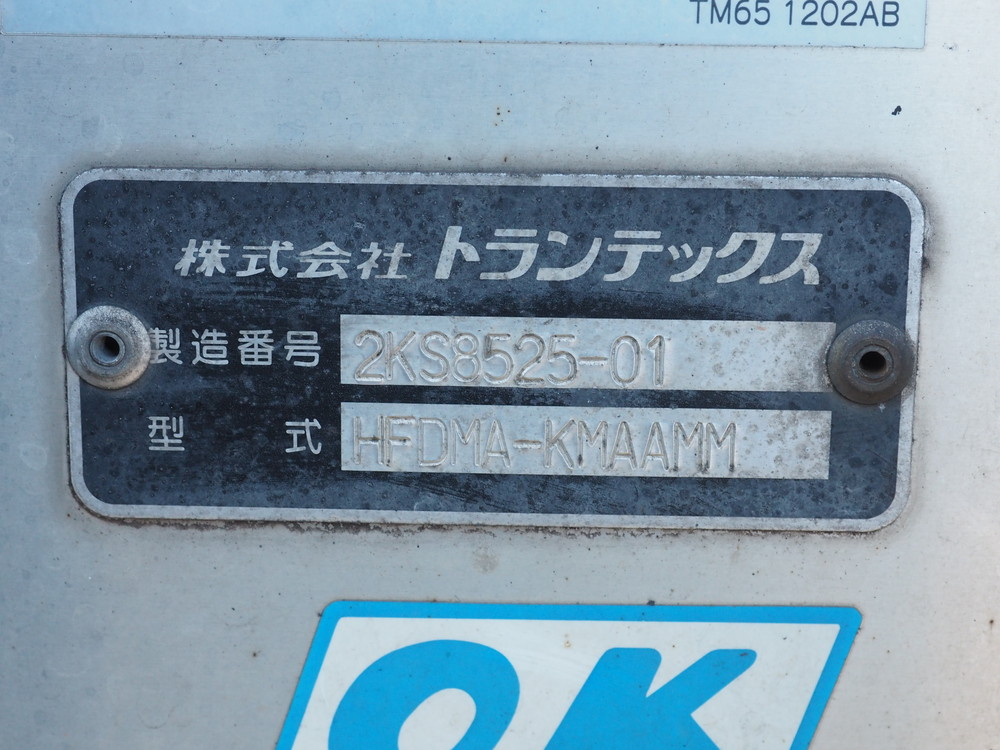 TM65 1202AB
株式会社 トランテックス
製造番号 2KS8525-01
型式 HFDMA-KMAAMM
OK